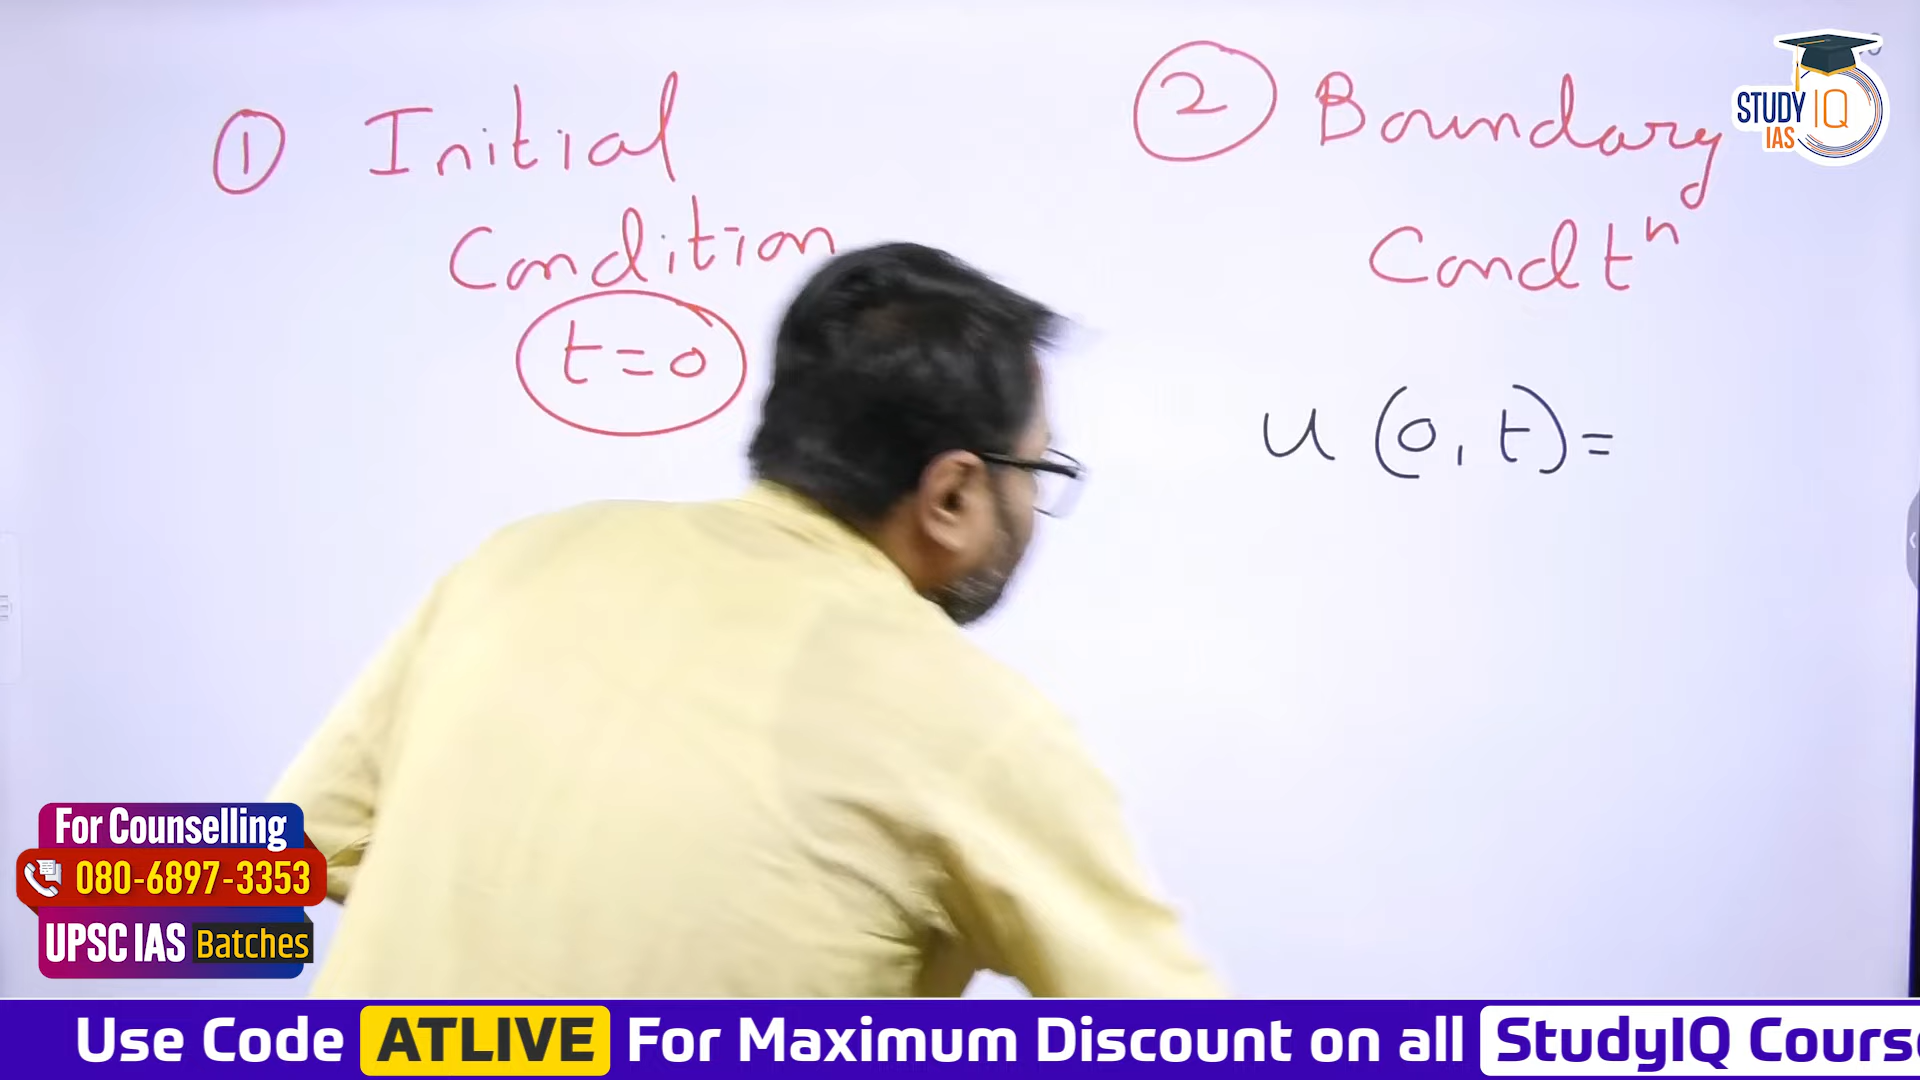 ① Initial
Condition
t=0
② Boundary
Condtⁿ
u(0,t)=
STUDY IQ
IAS
For Counselling
080-6897-3353
UPSC IAS Batches
Use Code ATLIVE For Maximum Discount on all StudyIQ Course